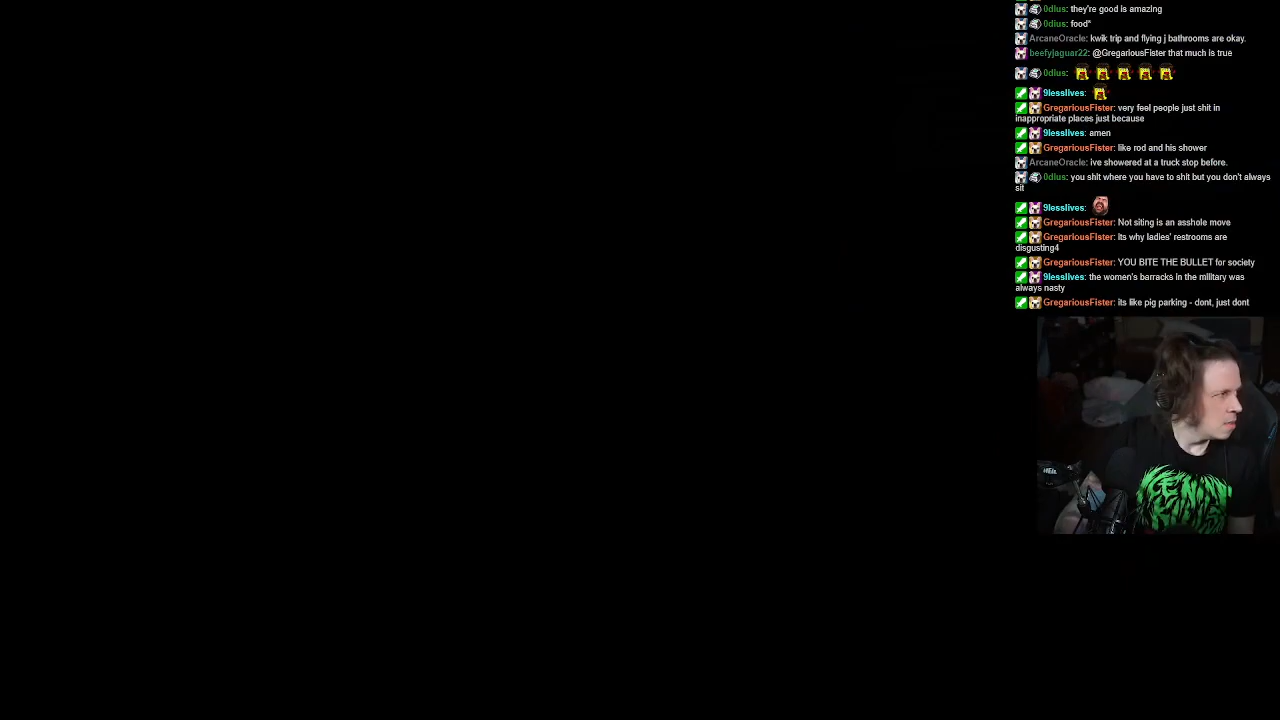 0dius: they're good is amazing
0dius: food*
ArcaneOracle: kwik trip and flying j bathrooms are okay.
beefyjaguar22: @GregariousFister that much is true
0dius:
9lesslives:
GregariousFister: very feel people just shit in
inappropriate places just because
9lesslives: amen
GregariousFister: like rod and his shower
ArcaneOracle: ive showered at a truck stop before.
0dius: you shit where you have to shit but you don't always
sit
9lesslives:
GregariousFister: Not siting is an asshole move
GregariousFister: its why ladies' restrooms are
disgusting4
GregariousFister: YOU BITE THE BULLET for society
9lesslives: the women's barracks in the military was
always nasty
GregariousFister: its like pig parking - dont, just dont